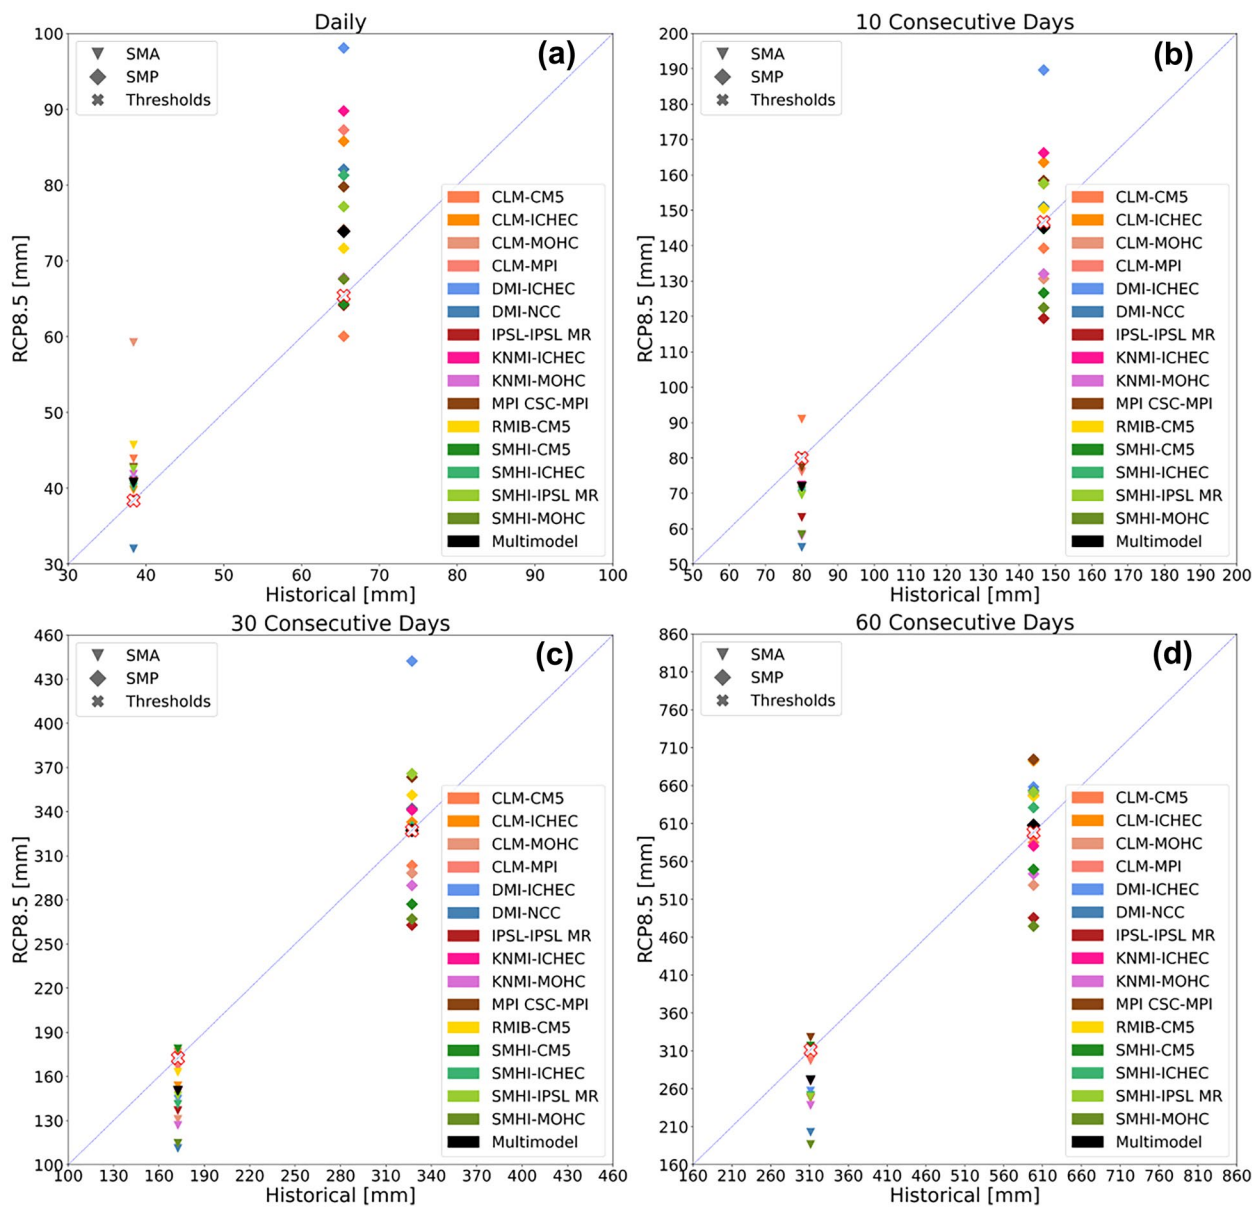 Daily
(a)
SMA
SMP
Thresholds
100
90
80
70
60
50
40
30
RCP8.5 [mm]
CLM-CM5
CLM-ICHEC
CLM-MOHC
CLM-MPI
DMI-ICHEC
DMI-NCC
IPSL-IPSL MR
KNMI-ICHEC
KNMI-MOHC
MPI CSC-MPI
RMIB-CM5
SMHI-CM5
SMHI-ICHEC
SMHI-IPSL MR
SMHI-MOHC
Multimodel
30 40 50 60 70 80 90 100
Historical [mm]
10 Consecutive Days
(b)
SMA
SMP
Thresholds
200
190
180
170
160
150
140
130
120
110
100
90
80
70
60
50
RCP8.5 [mm]
CLM-CM5
CLM-ICHEC
CLM-MOHC
CLM-MPI
DMI-ICHEC
DMI-NCC
IPSL-IPSL MR
KNMI-ICHEC
KNMI-MOHC
MPI CSC-MPI
RMIB-CM5
SMHI-CM5
SMHI-ICHEC
SMHI-IPSL MR
SMHI-MOHC
Multimodel
50 60 70 80 90 100 110 120 130 140 150 160 170 180 190 200
Historical [mm]
30 Consecutive Days
(c)
SMA
SMP
Thresholds
460
430
400
370
340
310
280
250
220
190
160
130
100
RCP8.5 [mm]
CLM-CM5
CLM-ICHEC
CLM-MOHC
CLM-MPI
DMI-ICHEC
DMI-NCC
IPSL-IPSL MR
KNMI-ICHEC
KNMI-MOHC
MPI CSC-MPI
RMIB-CM5
SMHI-CM5
SMHI-ICHEC
SMHI-IPSL MR
SMHI-MOHC
Multimodel
100 130 160 190 220 250 280 310 340 370 400 430 460
Historical [mm]
60 Consecutive Days
(d)
SMA
SMP
Thresholds
860
810
760
710
660
610
560
510
460
410
360
310
260
210
160
RCP8.5 [mm]
CLM-CM5
CLM-ICHEC
CLM-MOHC
CLM-MPI
DMI-ICHEC
DMI-NCC
IPSL-IPSL MR
KNMI-ICHEC
KNMI-MOHC
MPI CSC-MPI
RMIB-CM5
SMHI-CM5
SMHI-ICHEC
SMHI-IPSL MR
SMHI-MOHC
Multimodel
160 210 260 310 360 410 460 510 560 610 660 710 760 810 860
Historical [mm]